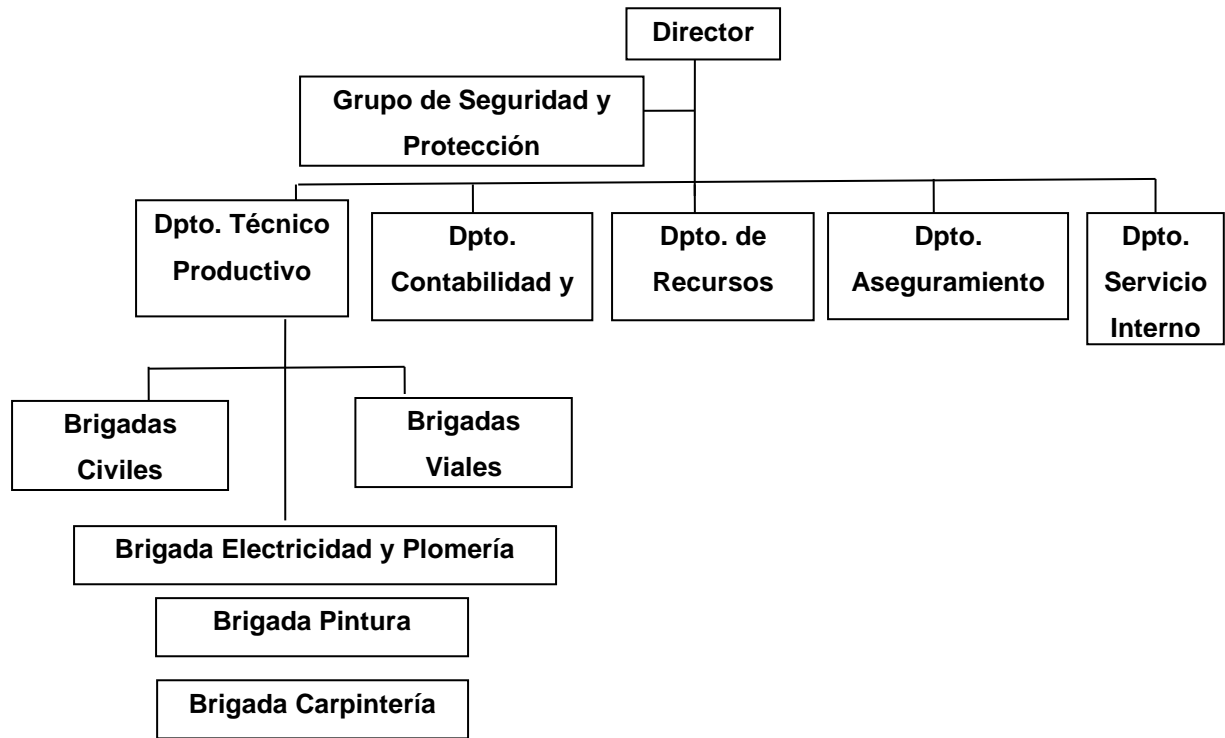 Director
Grupo de Seguridad y
Protección
Dpto. Técnico
Productivo
Dpto.
Contabilidad y
Dpto. de
Recursos
Dpto.
Aseguramiento
Dpto.
Servicio
Interno
Brigadas
Civiles
Brigadas
Viales
Brigada Electricidad y Plomería
Brigada Pintura
Brigada Carpintería